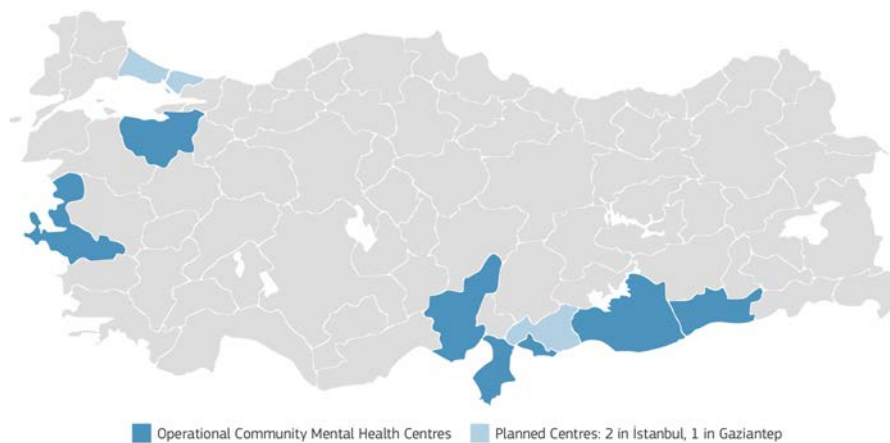 Operational Community Mental Health Centres
Planned Centres: 2 in İstanbul, 1 in Gaziantep